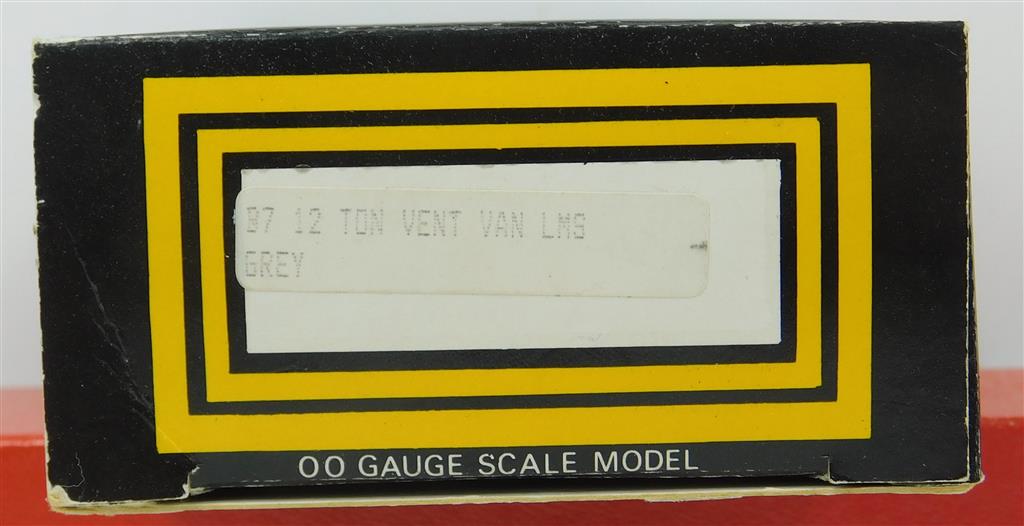 B7 12 TON VENT VAN LMS
GREY
OO GAUGE SCALE MODEL